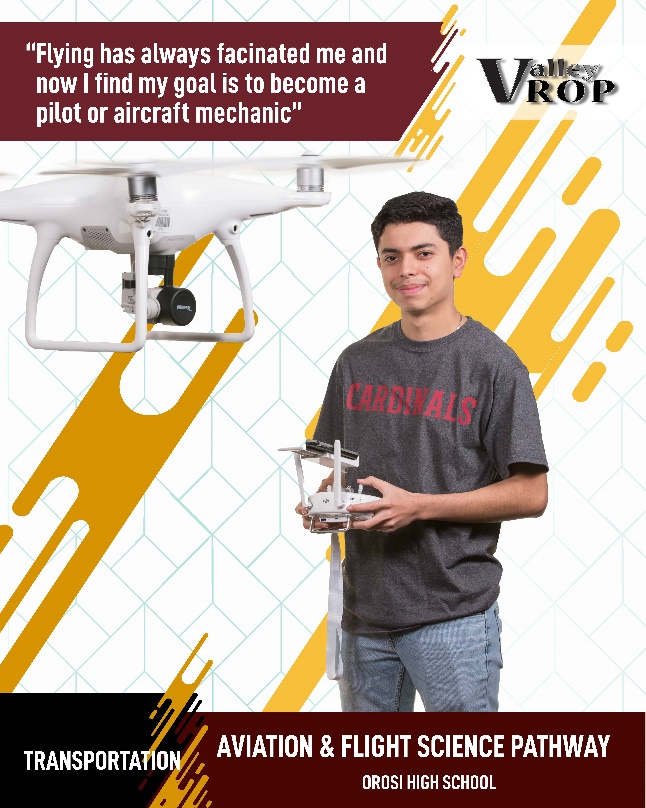 “Flying has always facinated me and
now I find my goal is to become a
pilot or aircraft mechanic”
Valley
ROP
CARDINALS
TRANSPORTATION
AVIATION & FLIGHT SCIENCE PATHWAY
OROSI HIGH SCHOOL